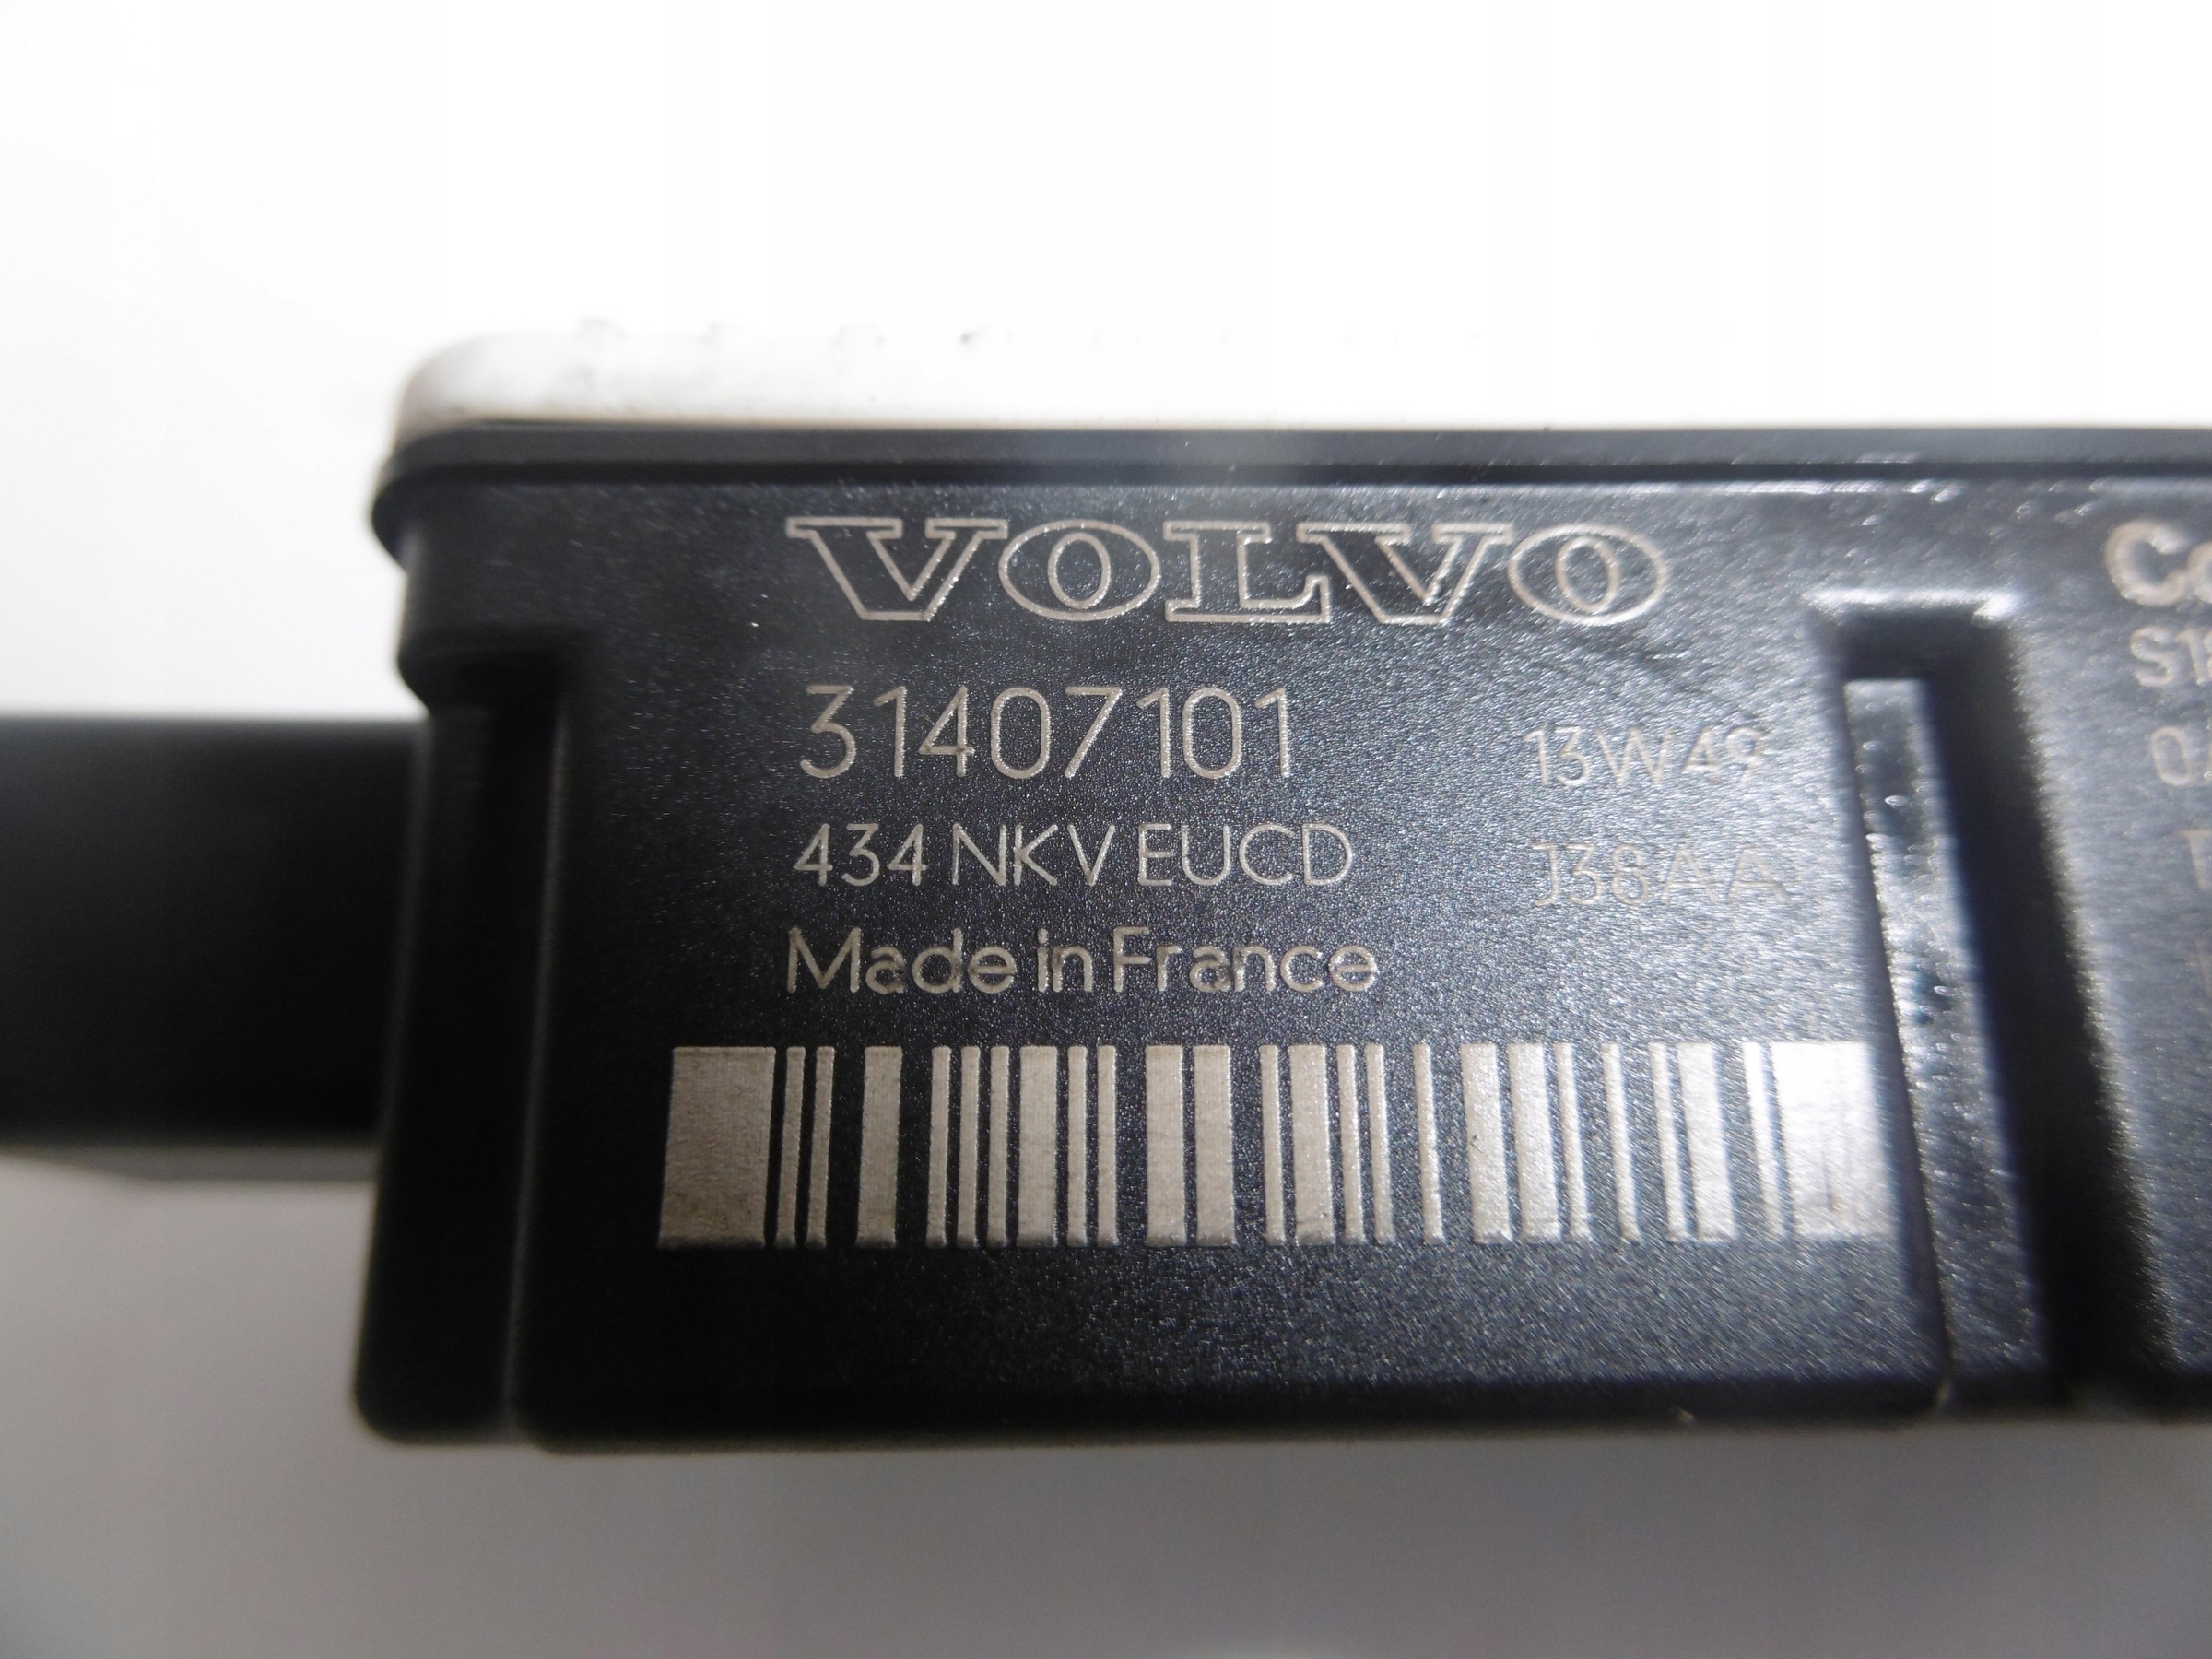 VOLVO
31407101 13W49
434 NKV EUCD J38AA
Made in France